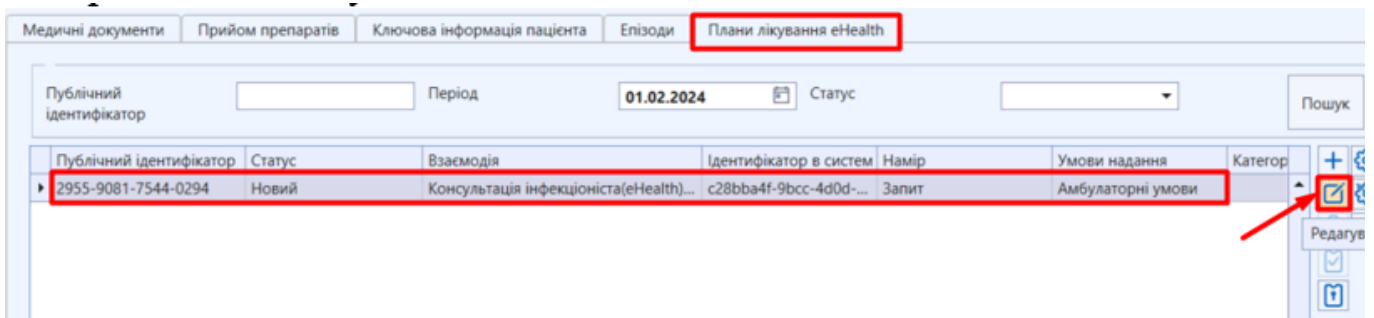 Медичні документи Прийом препаратів Ключова інформація пацієнта Епізоди Плани лікування eHealth
Публічний ідентифікатор Період 01.02.2024 Статус Пошук
Публічний ідентифікатор Статус Взаємодія Ідентифікатор в систем Намір Умови надання Категор
2955-9081-7544-0294 Новий Консультація інфекціоніста(eHealth)... c28bba4f-9bcc-4d0d-... Запит Амбулаторні умови
Редагув